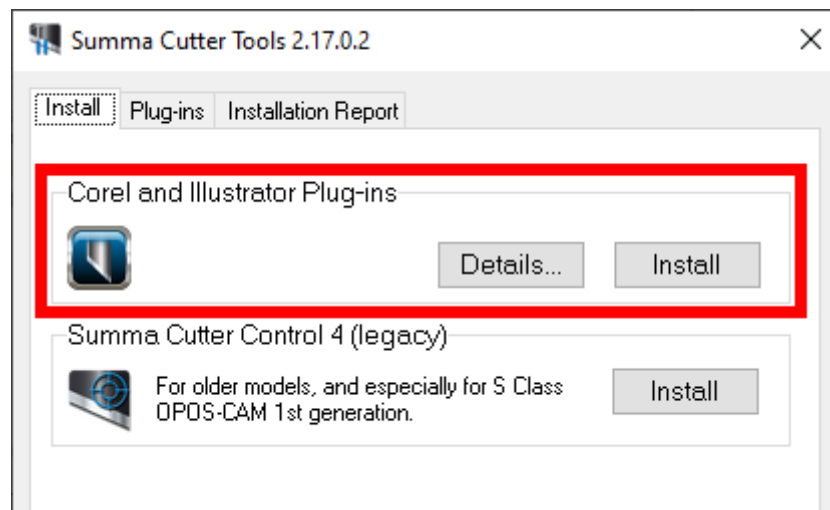 Summa Cutter Tools 2.17.0.2
Install Plug-ins Installation Report
Corel and Illustrator Plug-ins
Details... Install
Summa Cutter Control 4 (legacy)
For older models, and especially for S Class
OPOS-CAM 1st generation.
Install